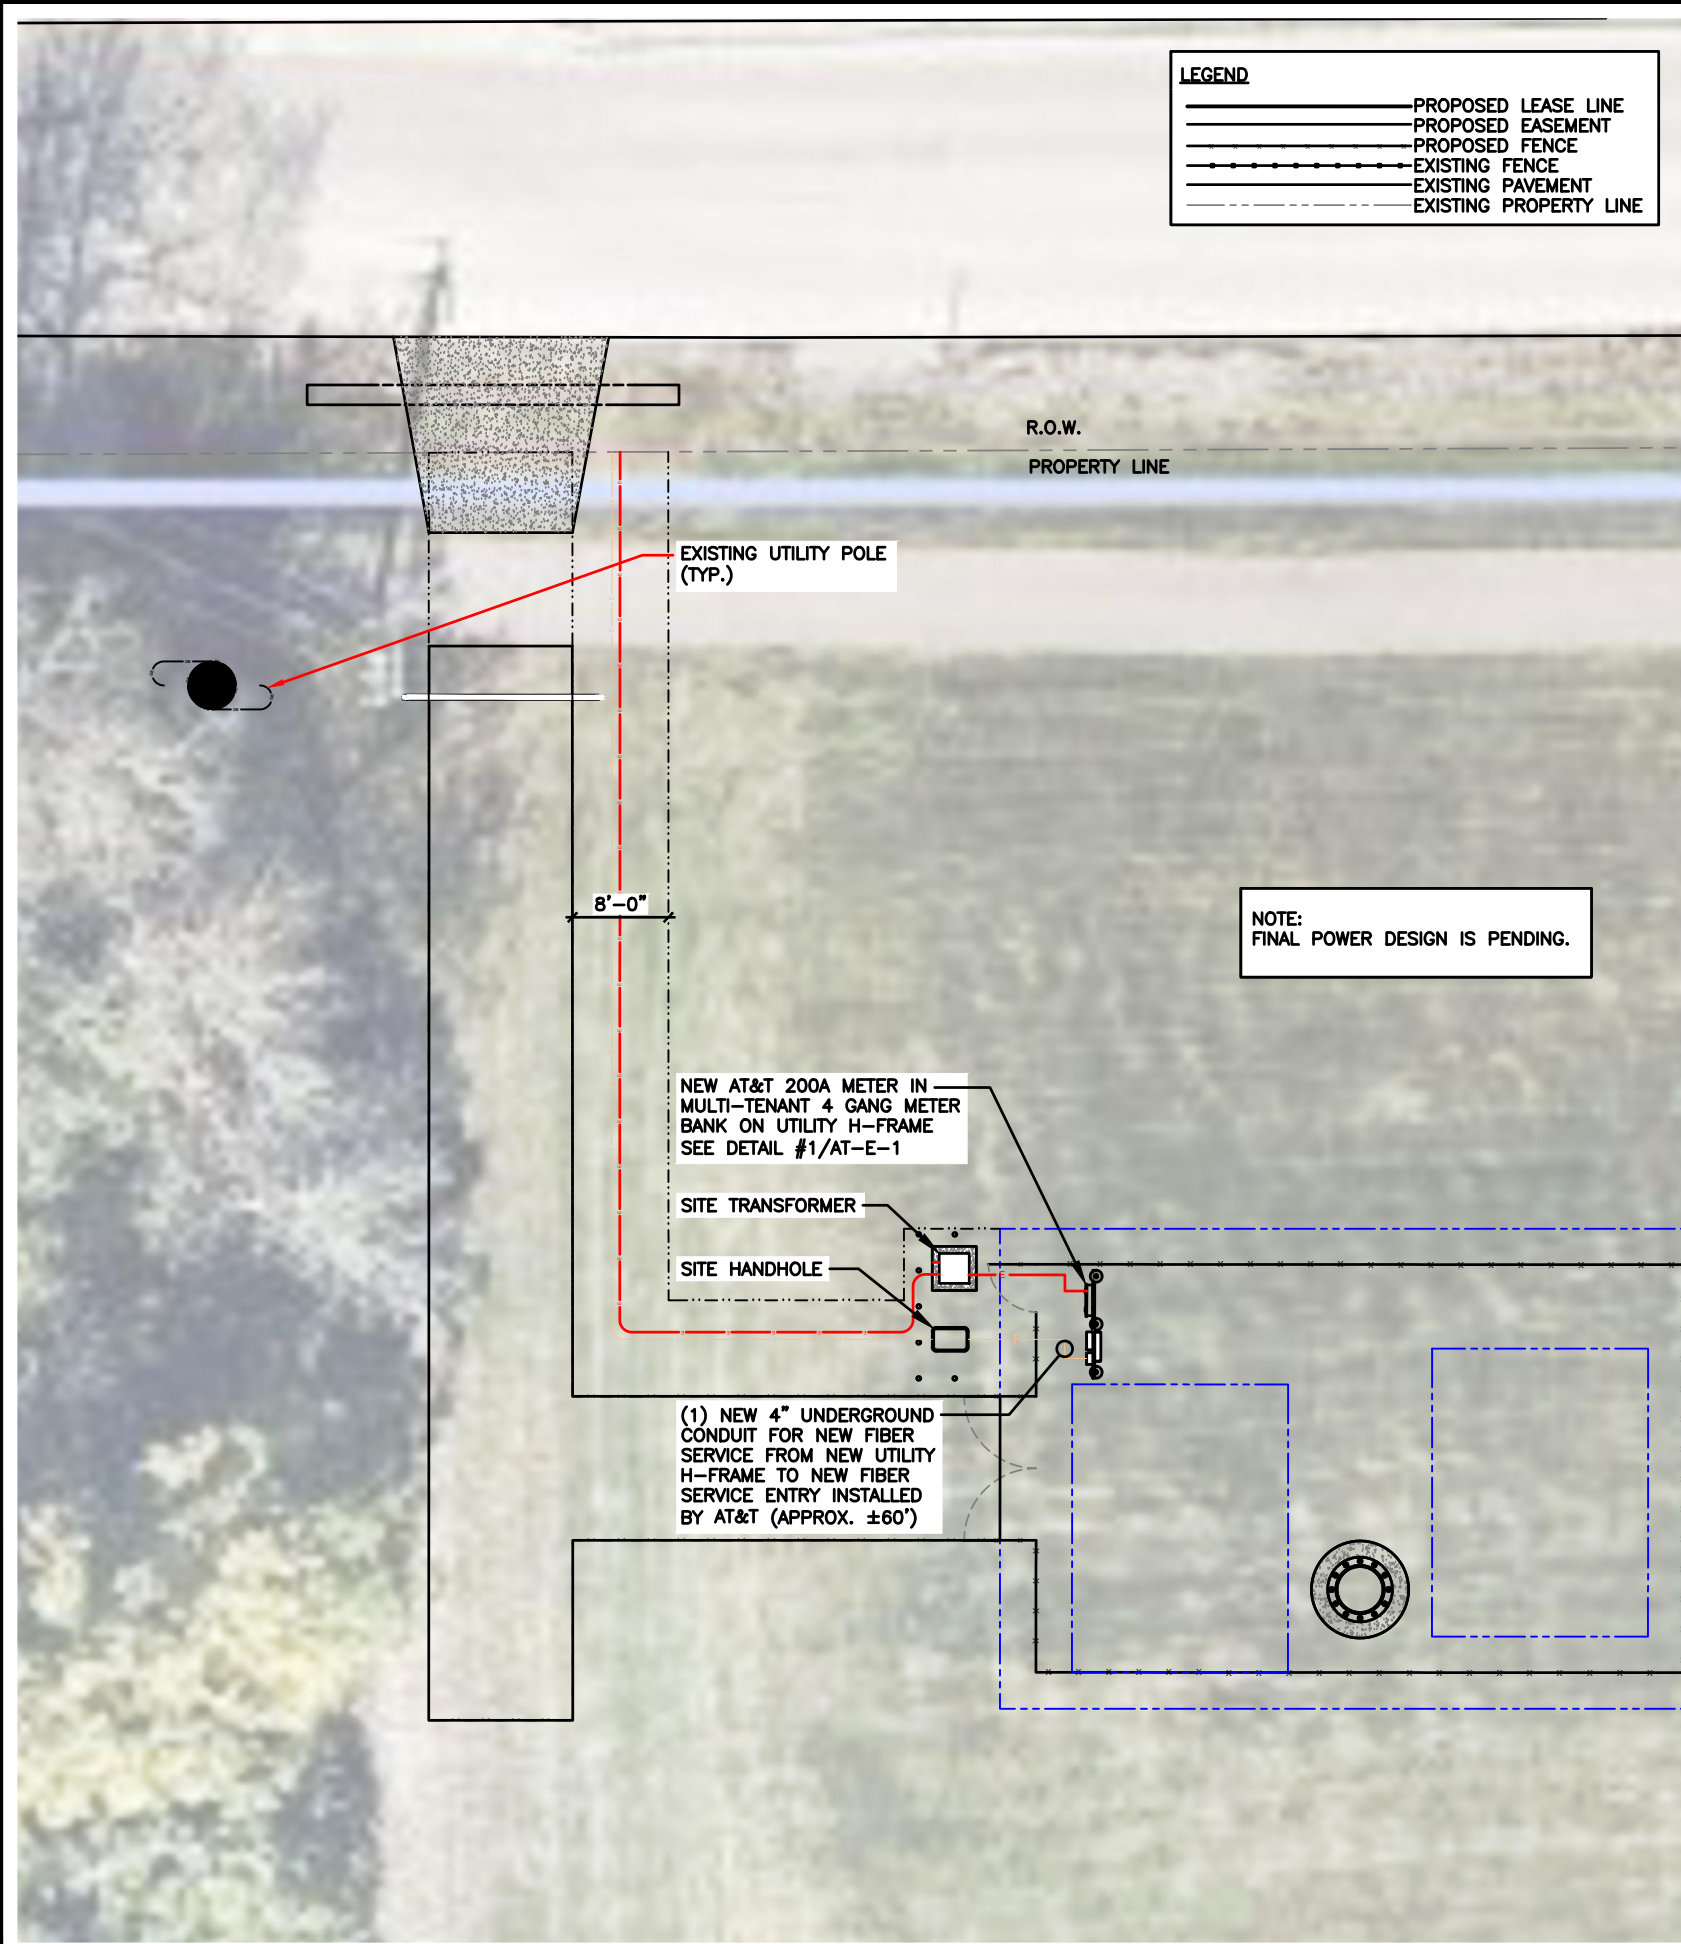 LEGEND
PROPOSED LEASE LINE
PROPOSED EASEMENT
PROPOSED FENCE
EXISTING FENCE
EXISTING PAVEMENT
EXISTING PROPERTY LINE
R.O.W.
PROPERTY LINE
EXISTING UTILITY POLE
(TYP.)
8'-0"
NOTE:
FINAL POWER DESIGN IS PENDING.
NEW AT&T 200A METER IN
MULTI-TENANT 4 GANG METER
BANK ON UTILITY H-FRAME
SEE DETAIL #1/AT-E-1
SITE TRANSFORMER
SITE HANDHOLE
(1) NEW 4" UNDERGROUND
CONDUIT FOR NEW FIBER
SERVICE FROM NEW UTILITY
H-FRAME TO NEW FIBER
SERVICE ENTRY INSTALLED
BY AT&T (APPROX. ±60')